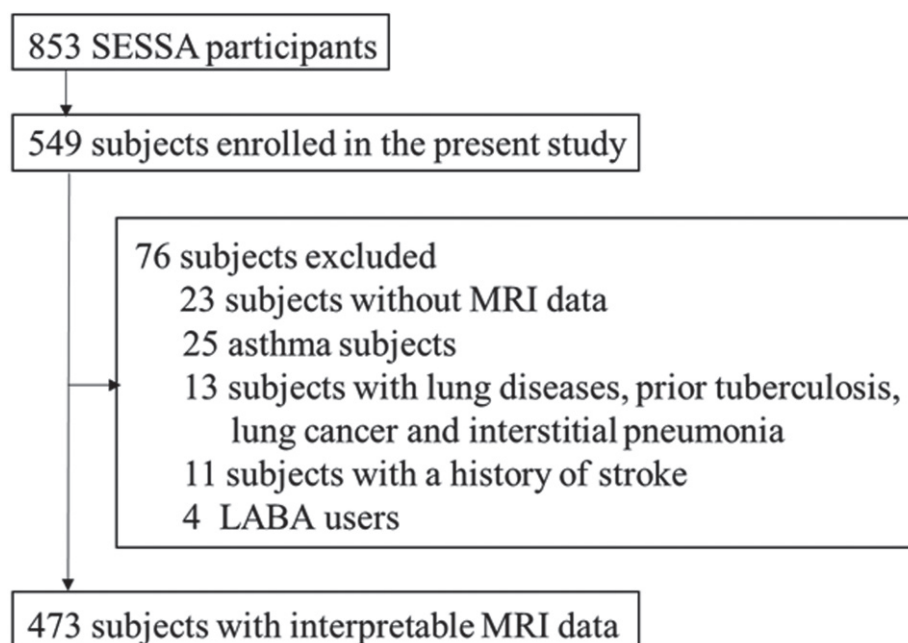 853 SESSA participants
549 subjects enrolled in the present study
76 subjects excluded
23 subjects without MRI data
25 asthma subjects
13 subjects with lung diseases, prior tuberculosis,
lung cancer and interstitial pneumonia
11 subjects with a history of stroke
4 LABA users
473 subjects with interpretable MRI data